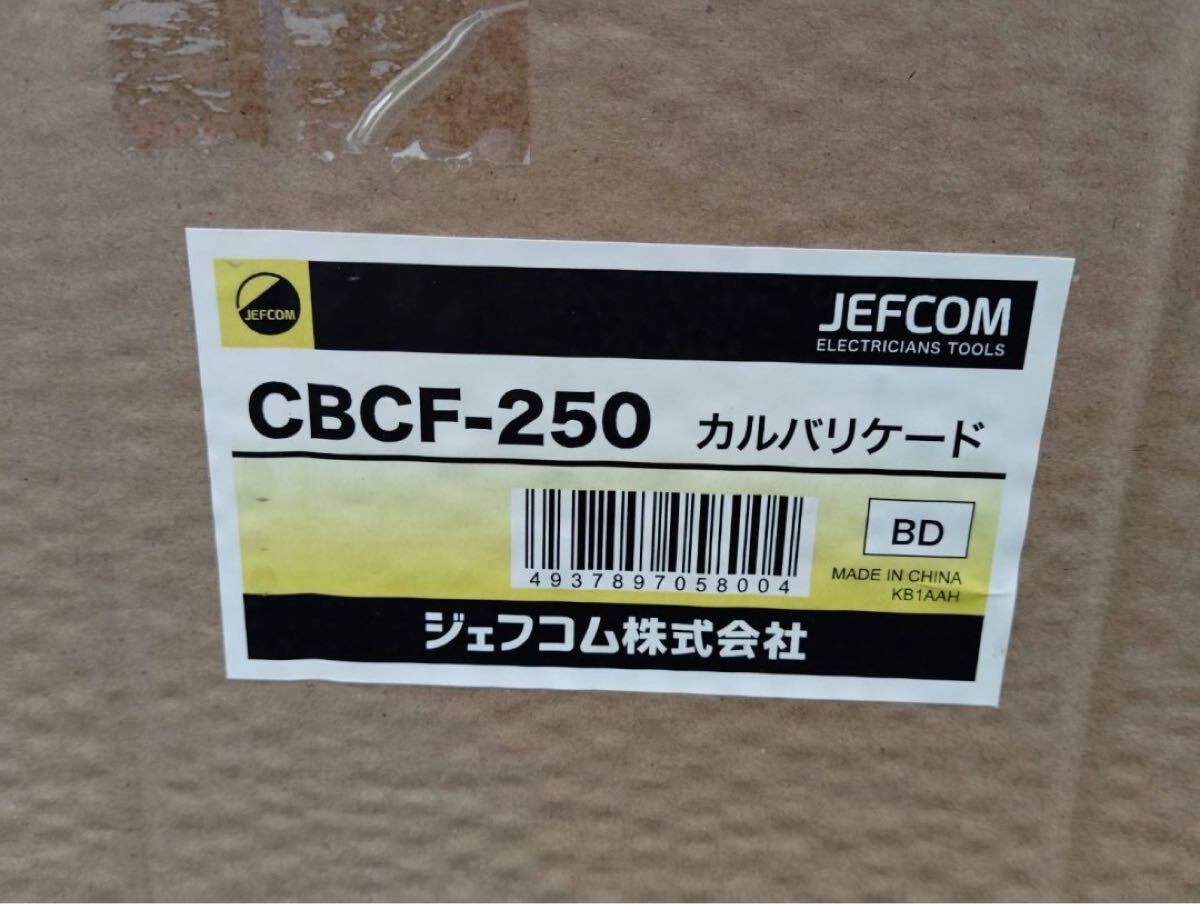 JEFCOM
JEFCOM
ELECTRICIANS TOOLS
CBCF-250 カルバリケード
BD
4937897058004
MADE IN CHINA
KB1AAH
ジェフコム株式会社